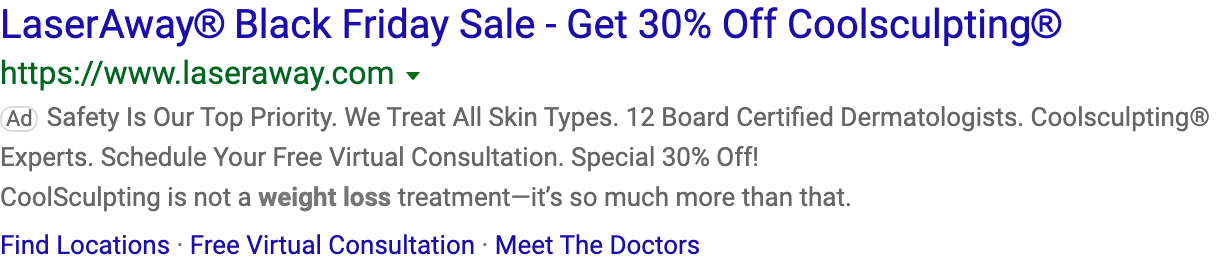 LaserAway® Black Friday Sale - Get 30% Off Coolsculpting®
https://www.laseraway.com
Ad Safety Is Our Top Priority. We Treat All Skin Types. 12 Board Certified Dermatologists. Coolsculpting®
Experts. Schedule Your Free Virtual Consultation. Special 30% Off!
CoolSculpting is not a weight loss treatment—it’s so much more than that.
Find Locations · Free Virtual Consultation · Meet The Doctors